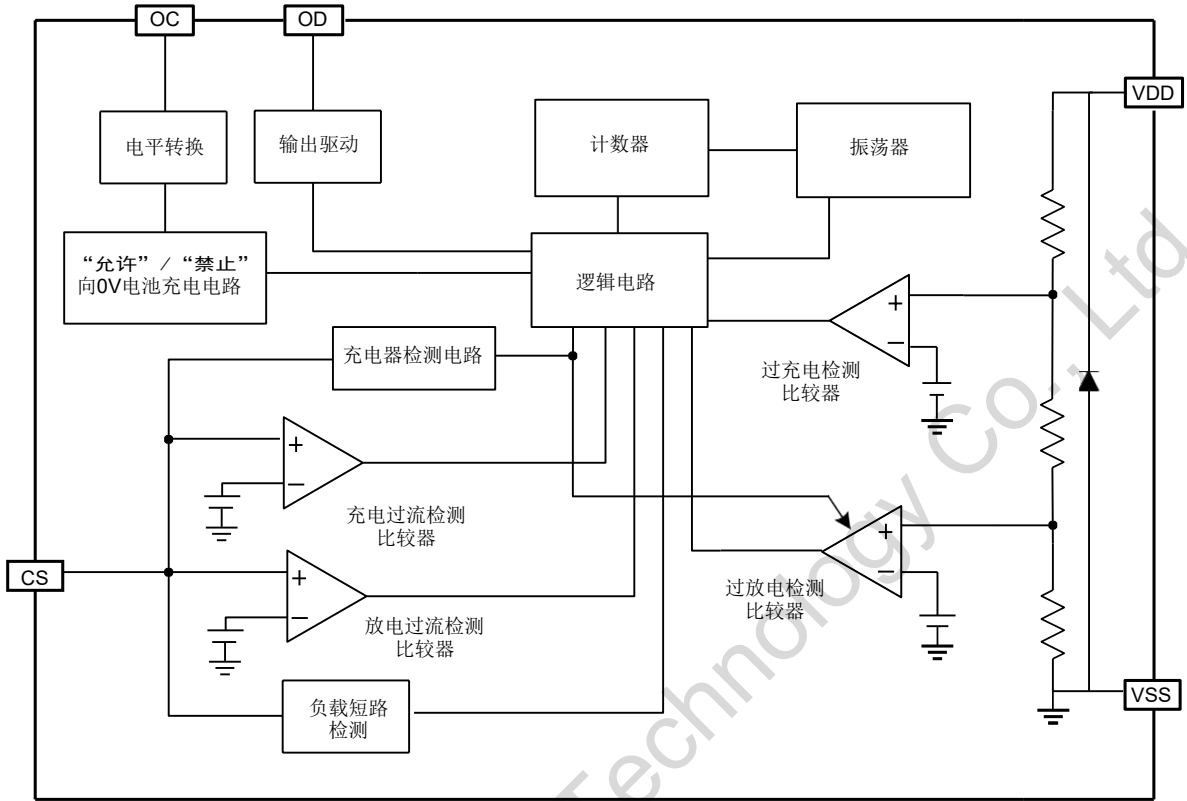 OC
OD
VDD
电平转换
输出驱动
计数器
振荡器
“允许” / “禁止”
向0V电池充电电路
逻辑电路
+
−
过充电检测
比较器
充电器检测电路
+
−
充电过流检测
比较器
+
−
过放电检测
比较器
CS
+
−
放电过流检测
比较器
负载短路
检测
VSS
Technology Co., Ltd